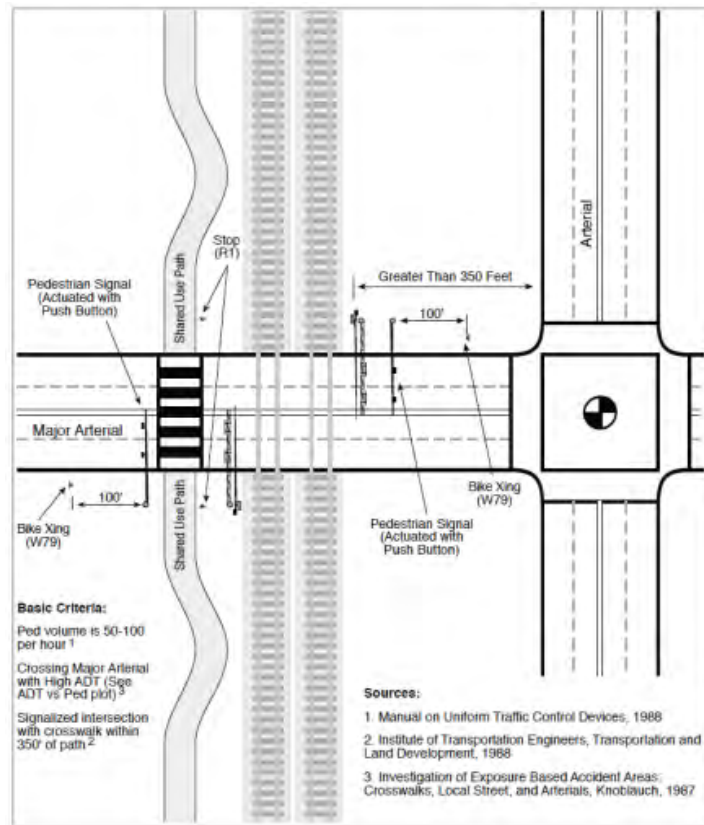 Stop
(R1)
Pedestrian Signal
(Actuated with
Push Button)
Shared Use Path
Greater Than 350 Feet
Arterial
100'
Major Arterial
100'
Bike Xing
(W79)
Shared Use Path
Bike Xing
(W79)
Pedestrian Signal
(Actuated with
Push Button)
Basic Criteria:
Ped volume is 50-100
per hour 1
Crossing Major Arterial
with High ADT (See
ADT vs Ped plot) 3
Signalized intersection
with crosswalk within
350' of path 2
Sources:
1. Manual on Uniform Traffic Control Devices, 1988
2. Institute of Transportation Engineers, Transportation and
Land Development, 1988
3. Investigation of Exposure Based Accident Areas:
Crosswalks, Local Street, and Arterials, Knoblauch, 1987